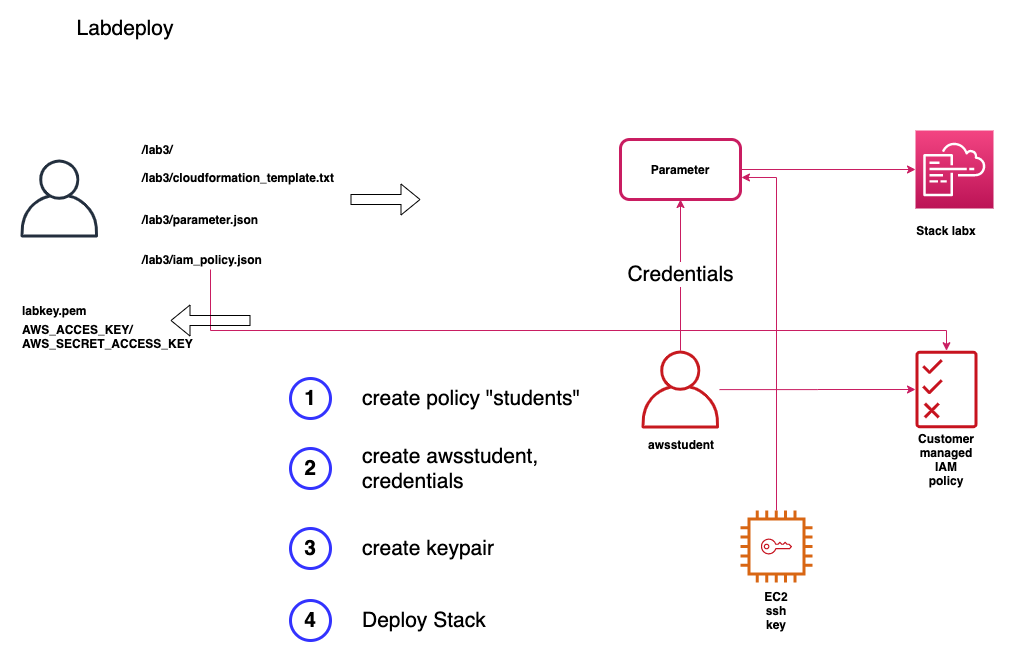 Labdeploy
/lab3/
/lab3/cloudformation_template.txt
/lab3/parameter.json
/lab3/iam_policy.json
labkey.pem
AWS_ACCES_KEY/
AWS_SECRET_ACCESS_KEY
Parameter
Stack labx
Credentials
awsstudent
Customer
managed
IAM
policy
1
create policy "students"
2
create awsstudent,
credentials
3
create keypair
4
Deploy Stack
EC2
ssh
key